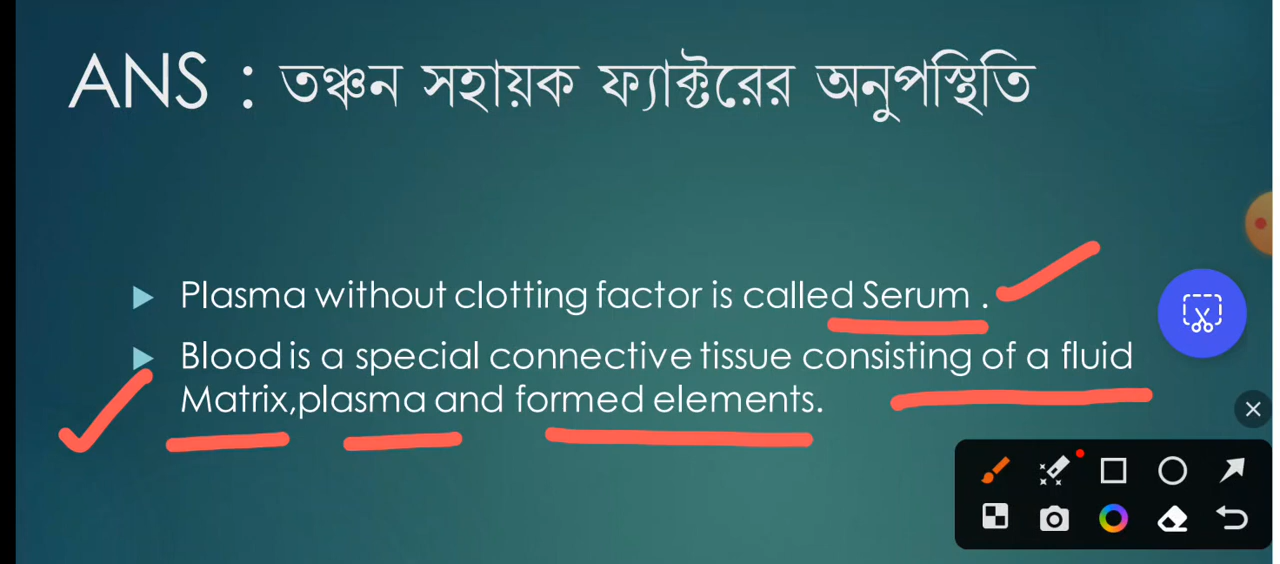 ANS : তঞ্চন সহায়ক ফ্যাক্টরের অনুপস্থিতি
Plasma without clotting factor is called Serum .
Blood is a special connective tissue consisting of a fluid
Matrix,plasma and formed elements.